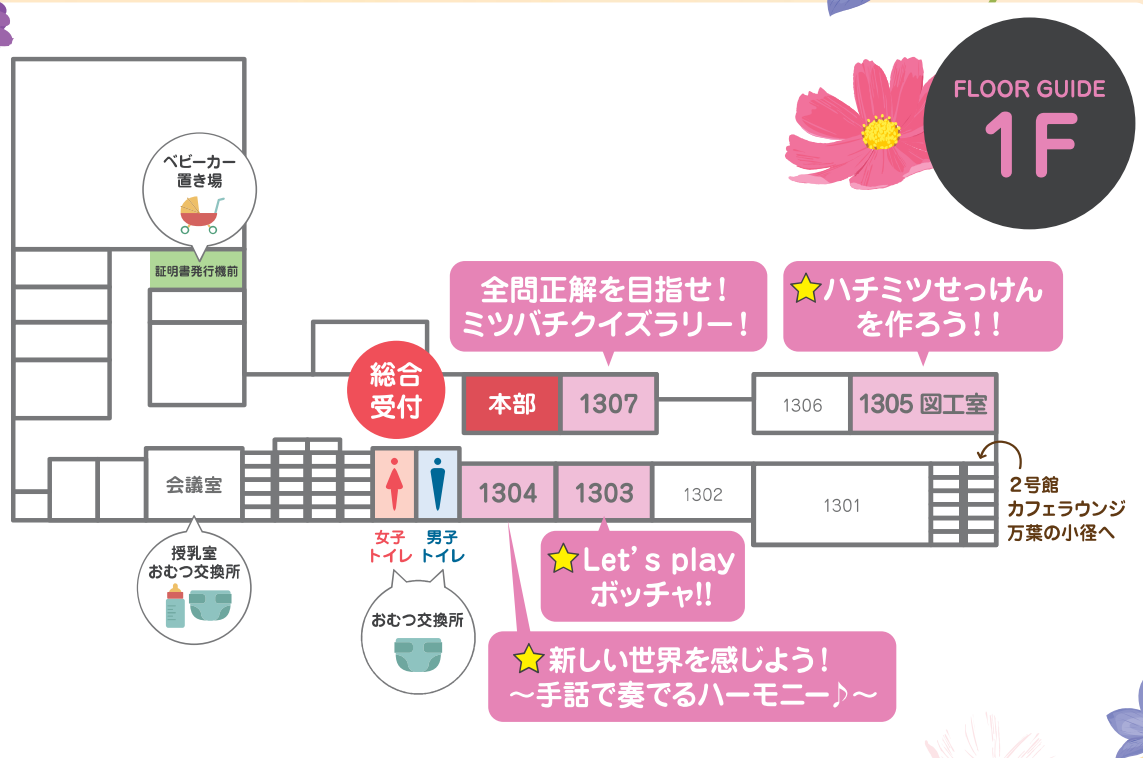 FLOOR GUIDE
1F
ベビーカー
置き場
証明書発行機前
全問正解を目指せ！
ミツバチクイズラリー！
ハチミツせっけん
を作ろう！！
総合
受付
本部
1307
1306
1305 図工室
会議室
1304
1303
1302
1301
2号館
カフェラウンジ
万葉の小径へ
女子
トイレ
男子
トイレ
授乳室
おむつ交換所
おむつ交換所
Let's play
ボッチャ!!
新しい世界を感じよう！
～手話で奏でるハーモニー♪～